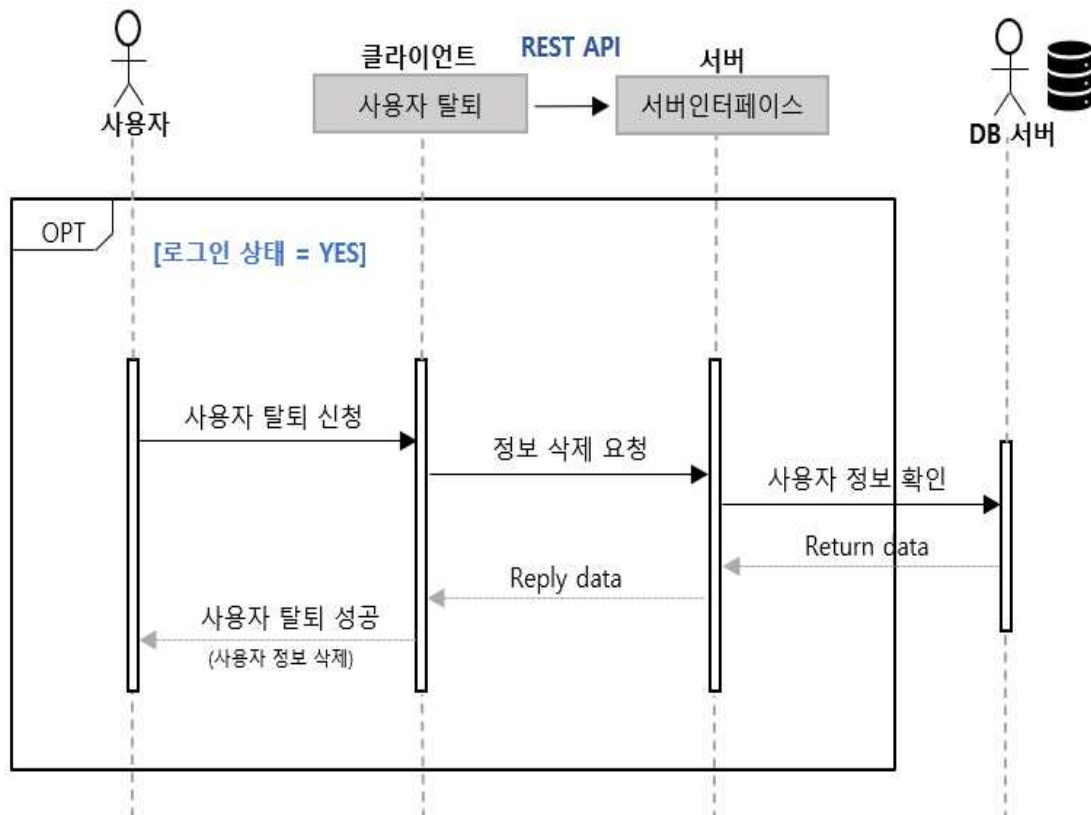 클라이언트
REST API
서버
사용자
사용자 탈퇴
서버인터페이스
DB 서버
OPT
[로그인 상태 = YES]
사용자 탈퇴 신청
정보 삭제 요청
사용자 정보 확인
Return data
Reply data
사용자 탈퇴 성공
(사용자 정보 삭제)